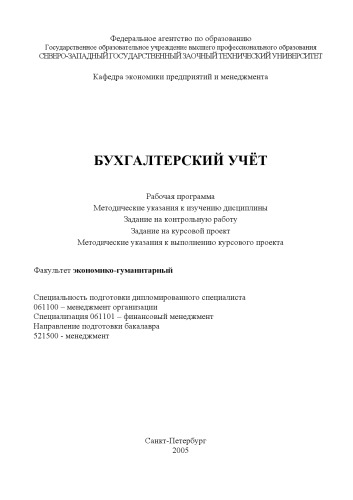 Федеральное агентство по образованию
Государственное образовательное учреждение высшего профессионального образования
СЕВЕРО-ЗАПАДНЫЙ ГОСУДАРСТВЕННЫЙ ЗАОЧНЫЙ ТЕХНИЧЕСКИЙ УНИВЕРСИТЕТ
Кафедра экономики предприятий и менеджмента
БУХГАЛТЕРСКИЙ УЧЁТ
Рабочая программа
Методические указания к изучению дисциплины
Задание на контрольную работу
Задание на курсовой проект
Методические указания к выполнению курсового проекта
Факультет экономико-гуманитарный
Специальность подготовки дипломированного специалиста
061100 – менеджмент организации
Специализация 061101 – финансовый менеджмент
Направление подготовки бакалавра
521500 - менеджмент
Санкт-Петербург
2005